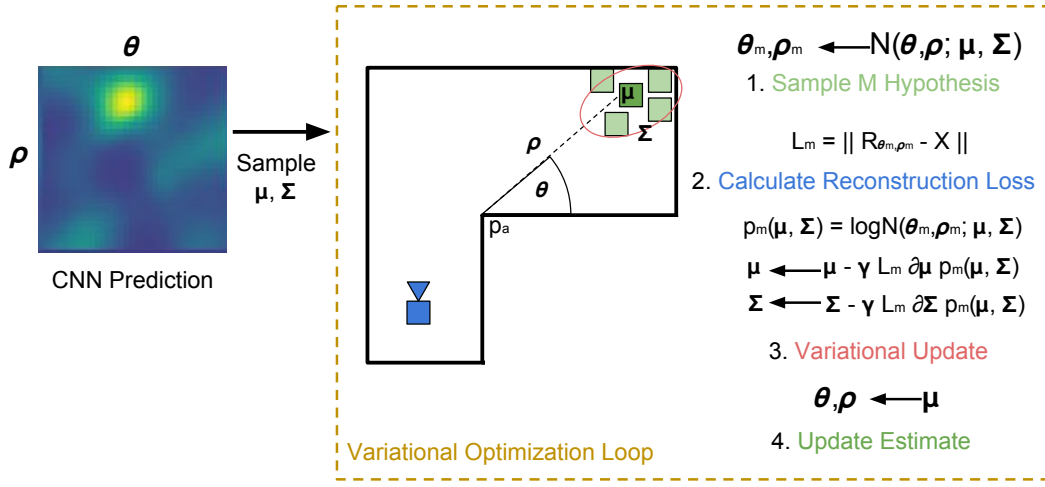 θ
ρ
CNN Prediction
Sample
μ, Σ
μ
Σ
ρ
θ
pₐ
Variational Optimization Loop
θₘ,ρₘ ← N(θ,ρ; μ, Σ)
1. Sample M Hypothesis
Lₘ = || R_θₘ,ρₘ - X ||
2. Calculate Reconstruction Loss
pₘ(μ, Σ) = logN(θₘ,ρₘ; μ, Σ)
μ ← μ - γ Lₘ ∂μ pₘ(μ, Σ)
Σ ← Σ - γ Lₘ ∂Σ pₘ(μ, Σ)
3. Variational Update
θ,ρ ← μ
4. Update Estimate